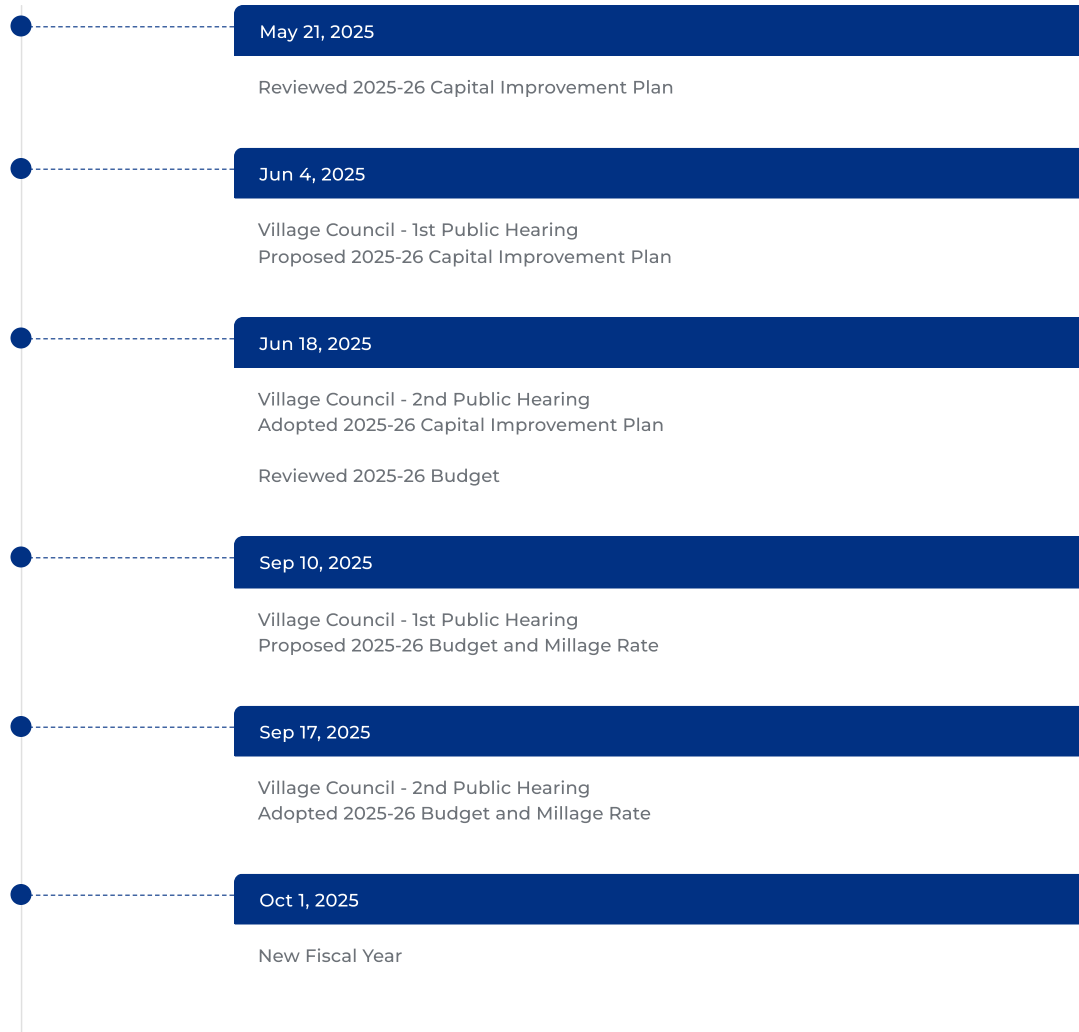 May 21, 2025
Reviewed 2025-26 Capital Improvement Plan
Jun 4, 2025
Village Council - 1st Public Hearing
Proposed 2025-26 Capital Improvement Plan
Jun 18, 2025
Village Council - 2nd Public Hearing
Adopted 2025-26 Capital Improvement Plan
Reviewed 2025-26 Budget
Sep 10, 2025
Village Council - 1st Public Hearing
Proposed 2025-26 Budget and Millage Rate
Sep 17, 2025
Village Council - 2nd Public Hearing
Adopted 2025-26 Budget and Millage Rate
Oct 1, 2025
New Fiscal Year